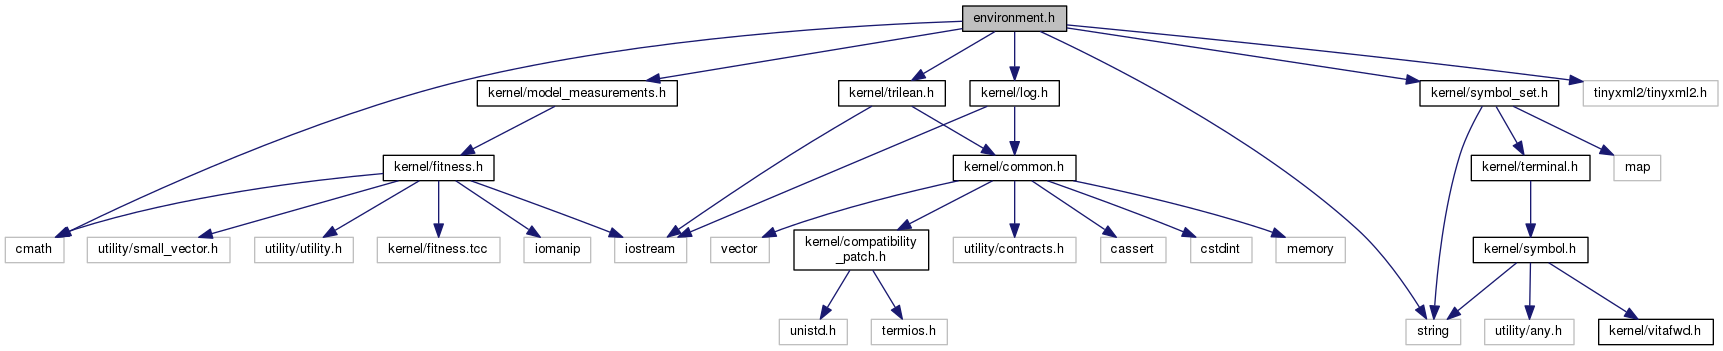 environment.h
kernel/model_measurements.h
kernel/trilean.h
kernel/log.h
kernel/symbol_set.h
tinyxml2/tinyxml2.h
kernel/fitness.h
kernel/common.h
kernel/terminal.h
map
cmath
utility/small_vector.h
utility/utility.h
kernel/fitness.tcc
iomanip
iostream
vector
kernel/compatibility
_patch.h
utility/contracts.h
cassert
cstdint
memory
kernel/symbol.h
unistd.h
termios.h
string
utility/any.h
kernel/vitafwd.h